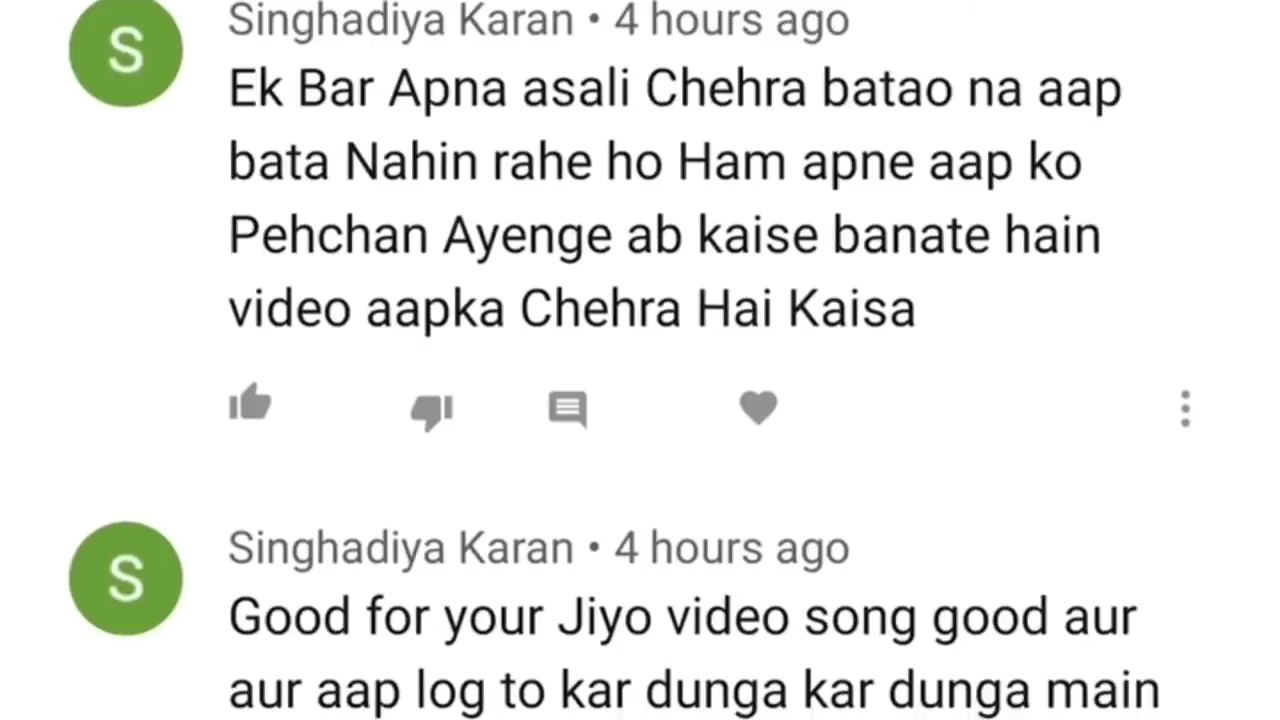 S
Singhadiya Karan • 4 hours ago
Ek Bar Apna asali Chehra batao na aap
bata Nahin rahe ho Ham apne aap ko
Pehchan Ayenge ab kaise banate hain
video aapka Chehra Hai Kaisa
S
Singhadiya Karan • 4 hours ago
Good for your Jiyo video song good aur
aur aap log to kar dunga kar dunga main